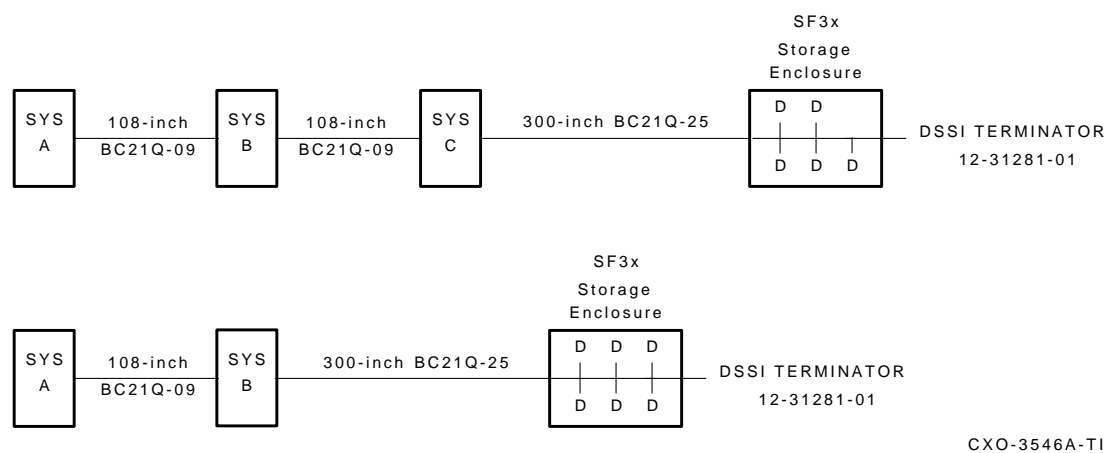 SF3x
Storage
Enclosure
SYS
A
108-inch
BC21Q-09
SYS
B
108-inch
BC21Q-09
SYS
C
300-inch BC21Q-25
D D
D D D
DSSI TERMINATOR
12-31281-01
SF3x
Storage
Enclosure
SYS
A
108-inch
BC21Q-09
SYS
B
300-inch BC21Q-25
D D D
D D D
DSSI TERMINATOR
12-31281-01
CXO-3546A-TI